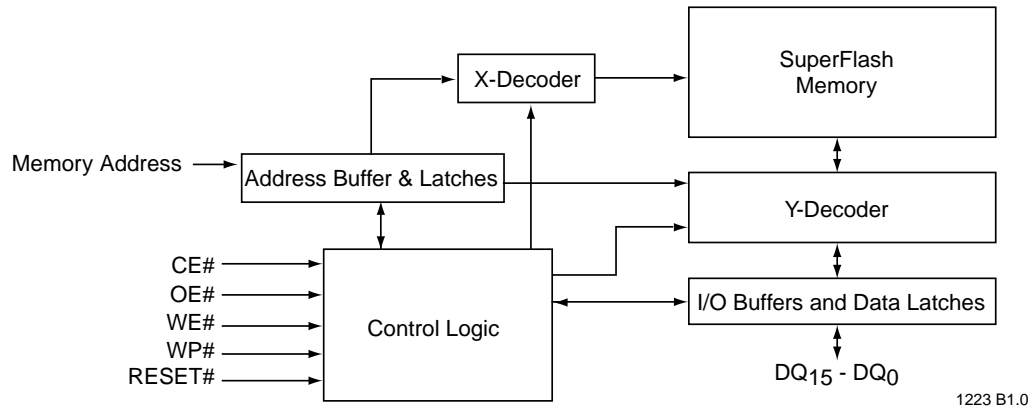 SuperFlash
Memory
X-Decoder
Memory Address
Address Buffer & Latches
Y-Decoder
CE#
OE#
WE#
WP#
RESET#
Control Logic
I/O Buffers and Data Latches
DQ15 - DQ0
1223 B1.0